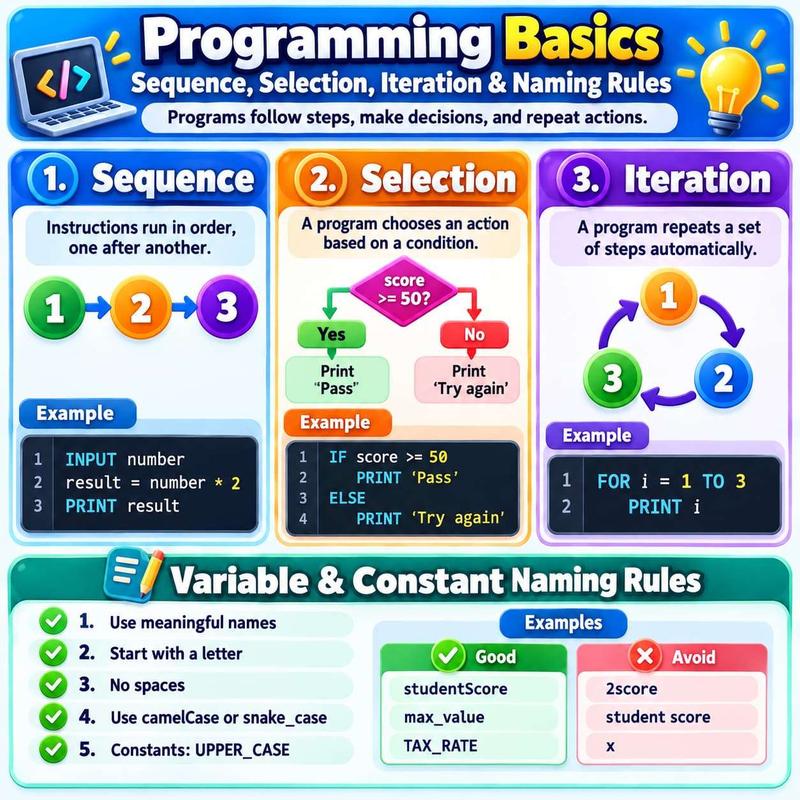 </>
Programming Basics
Sequence, Selection, Iteration & Naming Rules
Programs follow steps, make decisions, and repeat actions.
1. Sequence
Instructions run in order,
one after another.
1 2 3
Example
1 INPUT number
2 result = number * 2
3 PRINT result
2. Selection
A program chooses an action
based on a condition.
score
>= 50?
Yes No
Print
"Pass"
Print
'Try again'
Example
1 IF score >= 50
2 PRINT 'Pass'
3 ELSE
4 PRINT 'Try again'
3. Iteration
A program repeats a set
of steps automatically.
1
2
3
Example
1 FOR i = 1 TO 3
2 PRINT i
Variable & Constant Naming Rules
1. Use meaningful names
2. Start with a letter
3. No spaces
4. Use camelCase or snake_case
5. Constants: UPPER_CASE
Examples
Good
studentScore
max_value
TAX_RATE
Avoid
2score
student score
x